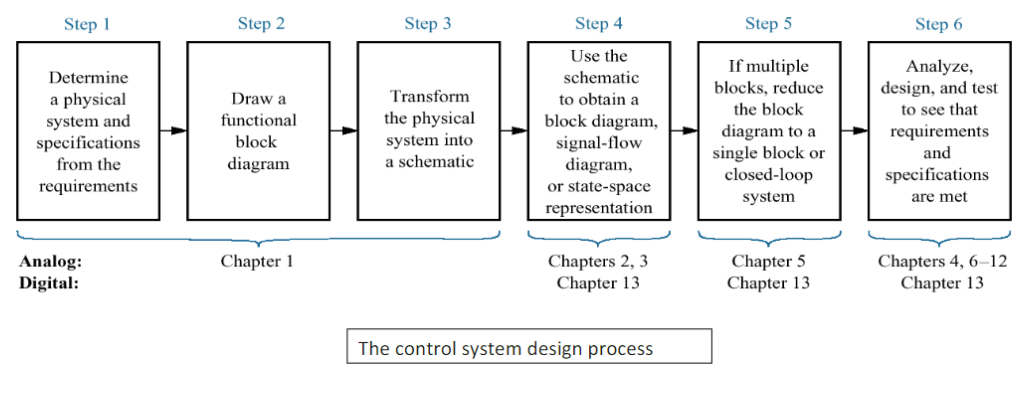 Step 1
Determine
a physical
system and
specifications
from the
requirements
Step 2
Draw a
functional
block
diagram
Step 3
Transform
the physical
system into
a schematic
Step 4
Use the
schematic
to obtain a
block diagram,
signal-flow
diagram,
or state-space
representation
Step 5
If multiple
blocks, reduce
the block
diagram to a
single block or
closed-loop
system
Step 6
Analyze,
design, and test
to see that
requirements
and
specifications
are met
Analog:
Digital:
Chapter 1
Chapters 2, 3
Chapter 13
Chapter 5
Chapter 13
Chapters 4, 6–12
Chapter 13
The control system design process